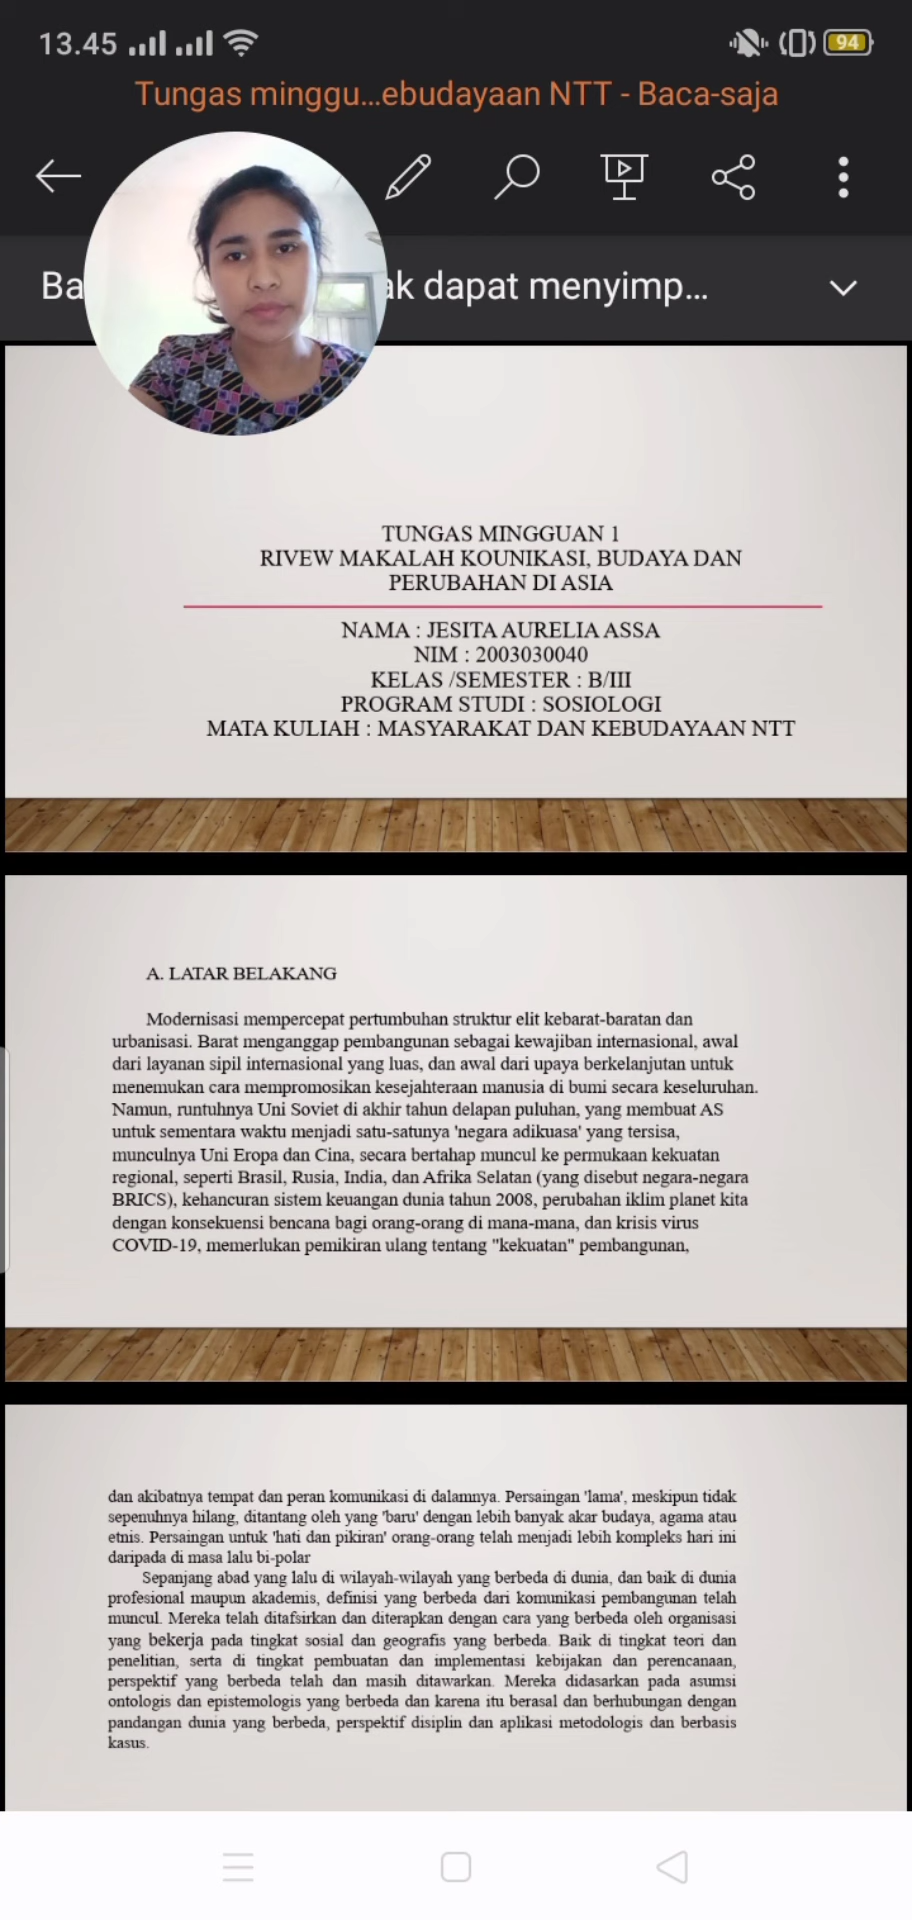 13.45
94
Tungas minggu...ebudayaan NTT - Baca-saja
Ba
ak dapat menyimp...
TUNGAS MINGGUAN 1
RIVEW MAKALAH KOUNIKASI, BUDAYA DAN
PERUBAHAN DI ASIA
NAMA : JESITA AURELIA ASSA
NIM : 2003030040
KELAS /SEMESTER : B/III
PROGRAM STUDI : SOSIOLOGI
MATA KULIAH : MASYARAKAT DAN KEBUDAYAAN NTT
A. LATAR BELAKANG
Modernisasi mempercepat pertumbuhan struktur elit kebarat-baratan dan
urbanisasi. Barat menganggap pembangunan sebagai kewajiban internasional, awal
dari layanan sipil internasional yang luas, dan awal dari upaya berkelanjutan untuk
menemukan cara mempromosikan kesejahteraan manusia di bumi secara keseluruhan.
Namun, runtuhnya Uni Soviet di akhir tahun delapan puluhan, yang membuat AS
untuk sementara waktu menjadi satu-satunya 'negara adikuasa' yang tersisa,
munculnya Uni Eropa dan Cina, secara bertahap muncul ke permukaan kekuatan
regional, seperti Brasil, Rusia, India, dan Afrika Selatan (yang disebut negara-negara
BRICS), kehancuran sistem keuangan dunia tahun 2008, perubahan iklim planet kita
dengan konsekuensi bencana bagi orang-orang di mana-mana, dan krisis virus
COVID-19, memerlukan pemikiran ulang tentang "kekuatan" pembangunan,
dan akibatnya tempat dan peran komunikasi di dalamnya. Persaingan 'lama', meskipun tidak
sepenuhnya hilang, ditantang oleh yang 'baru' dengan lebih banyak akar budaya, agama atau
etnis. Persaingan untuk 'hati dan pikiran' orang-orang telah menjadi lebih kompleks hari ini
daripada di masa lalu bi-polar
Sepanjang abad yang lalu di wilayah-wilayah yang berbeda di dunia, dan baik di dunia
profesional maupun akademis, definisi yang berbeda dari komunikasi pembangunan telah
muncul. Mereka telah ditafsirkan dan diterapkan dengan cara yang berbeda oleh organisasi
yang bekerja pada tingkat sosial dan geografis yang berbeda. Baik di tingkat teori dan
penelitian, serta di tingkat pembuatan dan implementasi kebijakan dan perencanaan,
perspektif yang berbeda telah dan masih ditawarkan. Mereka didasarkan pada asumsi
ontologis dan epistemologis yang berbeda dan karena itu berasal dan berhubungan dengan
pandangan dunia yang berbeda, perspektif disiplin dan aplikasi metodologis dan berbasis
kasus.